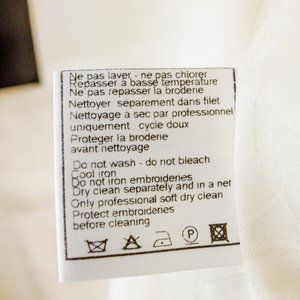 Ne pas laver - ne pas chlorer
Repasser à basse température
Ne pas repasser la broderie
Nettoyer séparement dans filet
Nettoyage a sec par professionnel
uniquement cycle doux
Protéger la broderie
avant nettoyage
Do not wash - do not bleach
Cool iron
Do not iron embroideries
Dry clean separately and in a net
Only professional soft dry clean
Protect embroideries
before cleaning
P